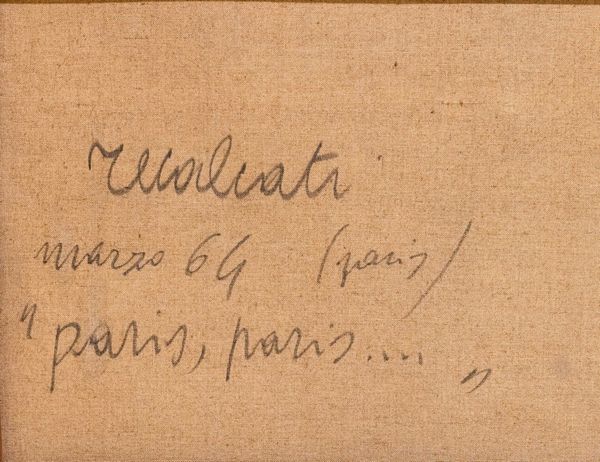 recalcati
marzo 64 (paris)
"paris, paris... "